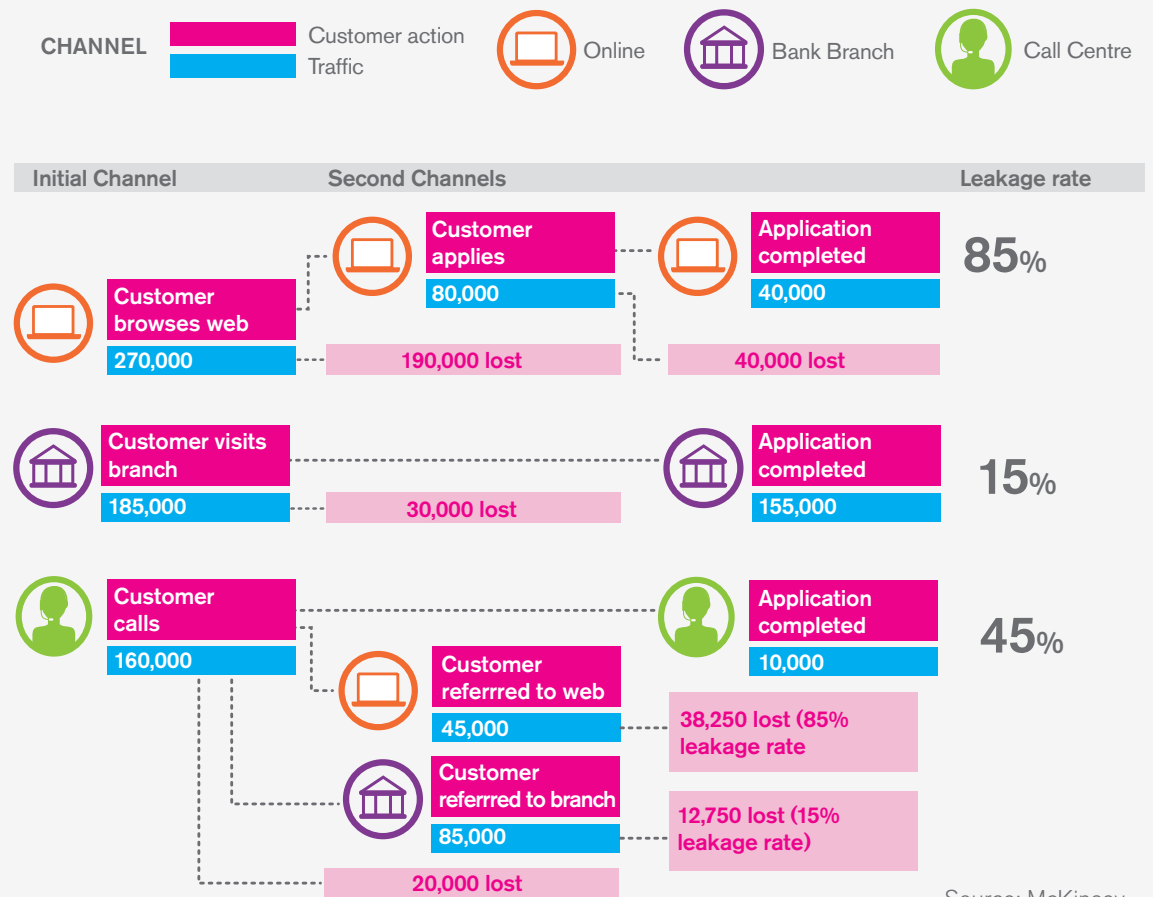 CHANNEL
Customer action
Traffic
Online
Bank Branch
Call Centre
Initial Channel
Second Channels
Leakage rate
Customer
browses web
270,000
Customer
applies
80,000
Application
completed
40,000
85%
190,000 lost
40,000 lost
Customer visits
branch
185,000
30,000 lost
Application
completed
155,000
15%
Customer
calls
160,000
Application
completed
10,000
45%
Customer
referrred to web
45,000
38,250 lost (85%
leakage rate
Customer
referrred to branch
85,000
12,750 lost (15%
leakage rate)
20,000 lost
Source: McKinsey